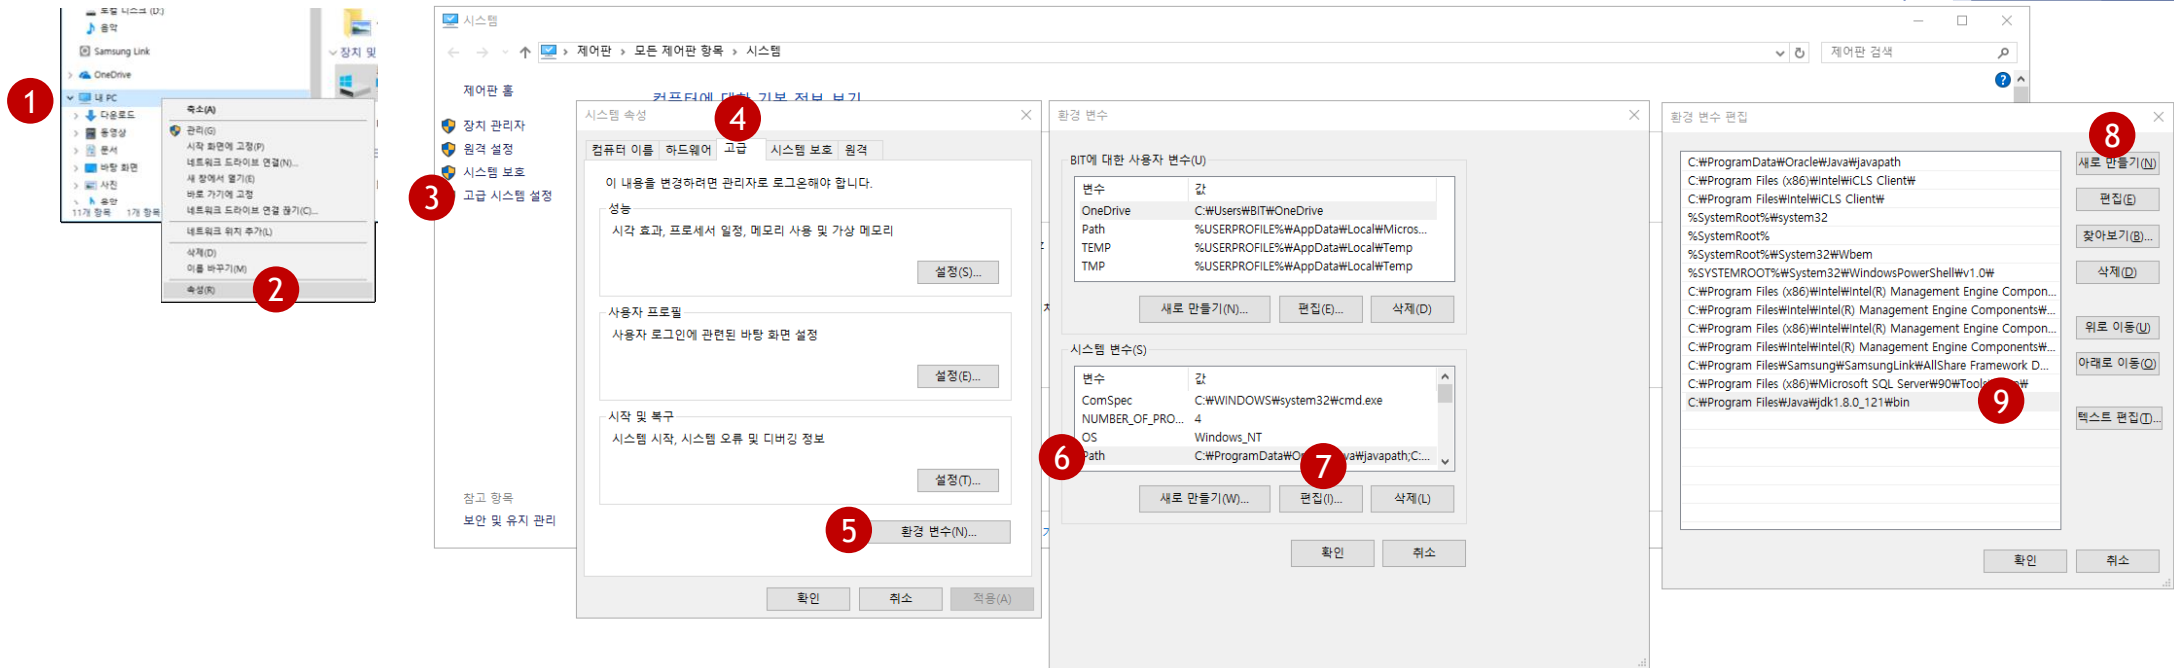 로컬 디스크 (D:)
음악
Samsung Link
OneDrive
내 PC
다운로드
동영상
문서
바탕 화면
사진
음악
11개 항목 1개 항목
장치 및
1
축소(A)
관리(G)
시작 화면에 고정(P)
네트워크 드라이브 연결(N)...
새 창에서 열기(E)
바로 가기에 고정
네트워크 드라이브 연결 끊기(C)...
네트워크 위치 추가(L)
삭제(D)
이름 바꾸기(M)
속성(R)
2
시스템
제어판 › 모든 제어판 항목 › 시스템
제어판 검색
제어판 홈
컴퓨터에 대한 기본 정보 보기
장치 관리자
원격 설정
시스템 보호
3
고급 시스템 설정
참고 항목
보안 및 유지 관리
시스템 속성
4
컴퓨터 이름 하드웨어 고급 시스템 보호 원격
이 내용을 변경하려면 관리자로 로그온해야 합니다.
성능
시각 효과, 프로세서 일정, 메모리 사용 및 가상 메모리
설정(S)...
사용자 프로필
사용자 로그인에 관련된 바탕 화면 설정
설정(E)...
시작 및 복구
시스템 시작, 시스템 오류 및 디버깅 정보
설정(T)...
5
환경 변수(N)...
확인 취소 적용(A)
환경 변수
BIT에 대한 사용자 변수(U)
변수 값
OneDrive C:₩Users₩BIT₩OneDrive
Path %USERPROFILE%₩AppData₩Local₩Micros...
TEMP %USERPROFILE%₩AppData₩Local₩Temp
TMP %USERPROFILE%₩AppData₩Local₩Temp
새로 만들기(N)... 편집(E)... 삭제(D)
시스템 변수(S)
변수 값
ComSpec C:₩WINDOWS₩system32₩cmd.exe
NUMBER_OF_PRO... 4
OS Windows_NT
6
Path C:₩ProgramData₩Or va₩javapath;C:...
7
새로 만들기(W)... 편집(I)... 삭제(L)
확인 취소
환경 변수 편집
8
C:₩ProgramData₩Oracle₩Java₩javapath
C:₩Program Files (x86)₩Intel₩iCLS Client₩
C:₩Program Files₩Intel₩iCLS Client₩
%SystemRoot%₩system32
%SystemRoot%
%SystemRoot%₩System32₩Wbem
%SYSTEMROOT%₩System32₩WindowsPowerShell₩v1.0₩
C:₩Program Files (x86)₩Intel₩Intel(R) Management Engine Compon...
C:₩Program Files₩Intel₩Intel(R) Management Engine Components₩...
C:₩Program Files (x86)₩Intel₩Intel(R) Management Engine Compon...
C:₩Program Files₩Intel₩Intel(R) Management Engine Components₩...
C:₩Program Files₩Samsung₩SamsungLink₩AllShare Framework D...
C:₩Program Files (x86)₩Microsoft SQL Server₩90₩Tools
C:₩Program Files₩Java₩jdk1.8.0_121₩bin
9
새로 만들기(N)
편집(E)
찾아보기(B)...
삭제(D)
위로 이동(U)
아래로 이동(O)
텍스트 편집(T)...
확인 취소